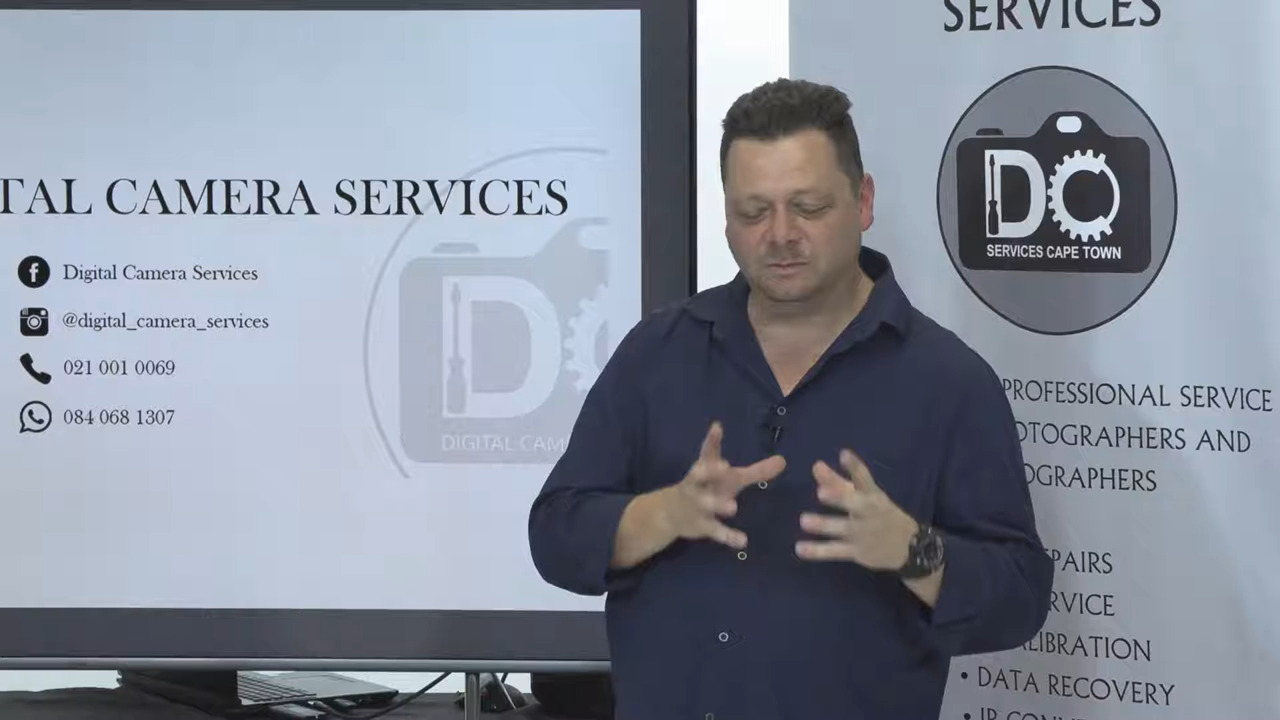 TAL CAMERA SERVICES
Digital Camera Services
@digital_camera_services
021 001 0069
084 068 1307
D
DIGITAL CAM
SERVICES
DC
SERVICES CAPE TOWN
PROFESSIONAL SERVICE
OTOGRAPHERS AND
OGRAPHERS
PAIRS
RVICE
LIBRATION
• DATA RECOVERY